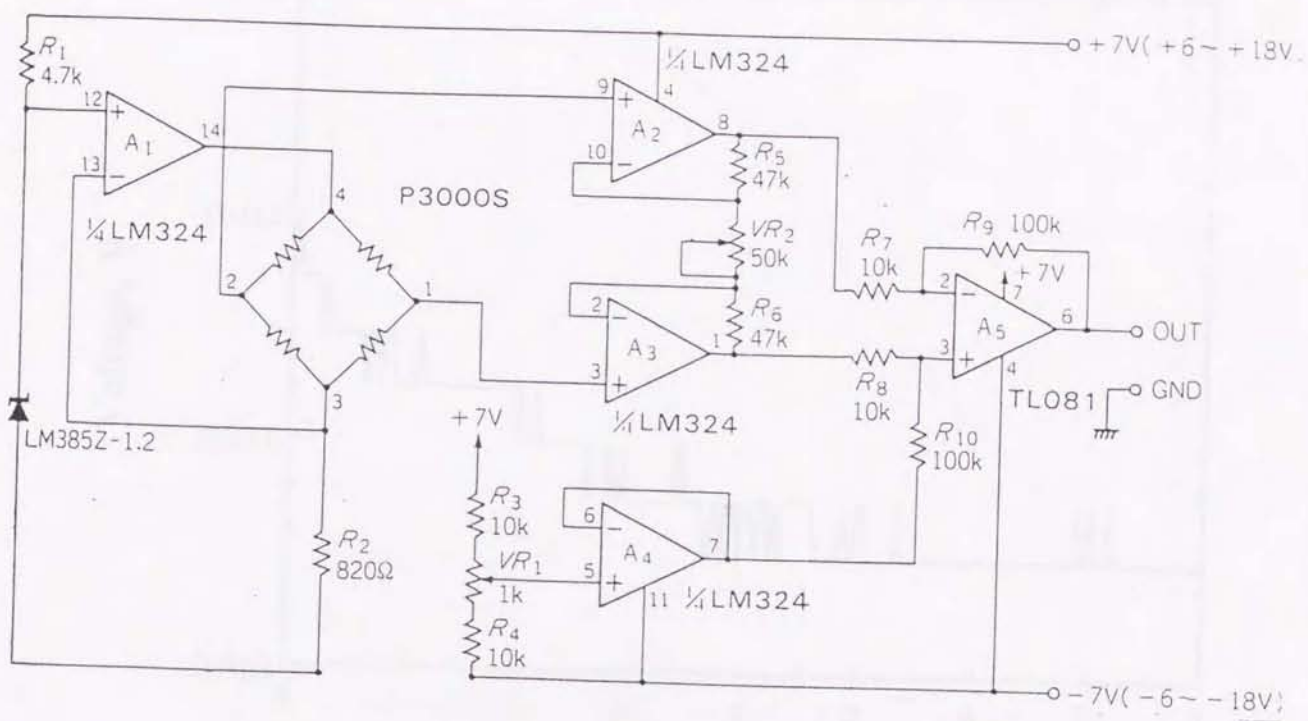 +7V(+6~+18V
R1
4.7k
¼LM324
12
+
A1
14
13
−
¼LM324
9
+
4
A2
8
10
−
R5
47k
P3000S
4
2
1
3
VR2
50k
R7
10k
R9 100k
+7V
2
−
7
A5
6
OUT
3
+
4
TL081
GND
2
−
A3
1
3
+
R6
47k
R8
10k
¼LM324
R10
100k
LM385Z-1.2
+7V
R2
820Ω
R3
10k
VR1
1k
R4
10k
6
−
A4
7
5
+
11
¼LM324
−7V(−6~−18V)